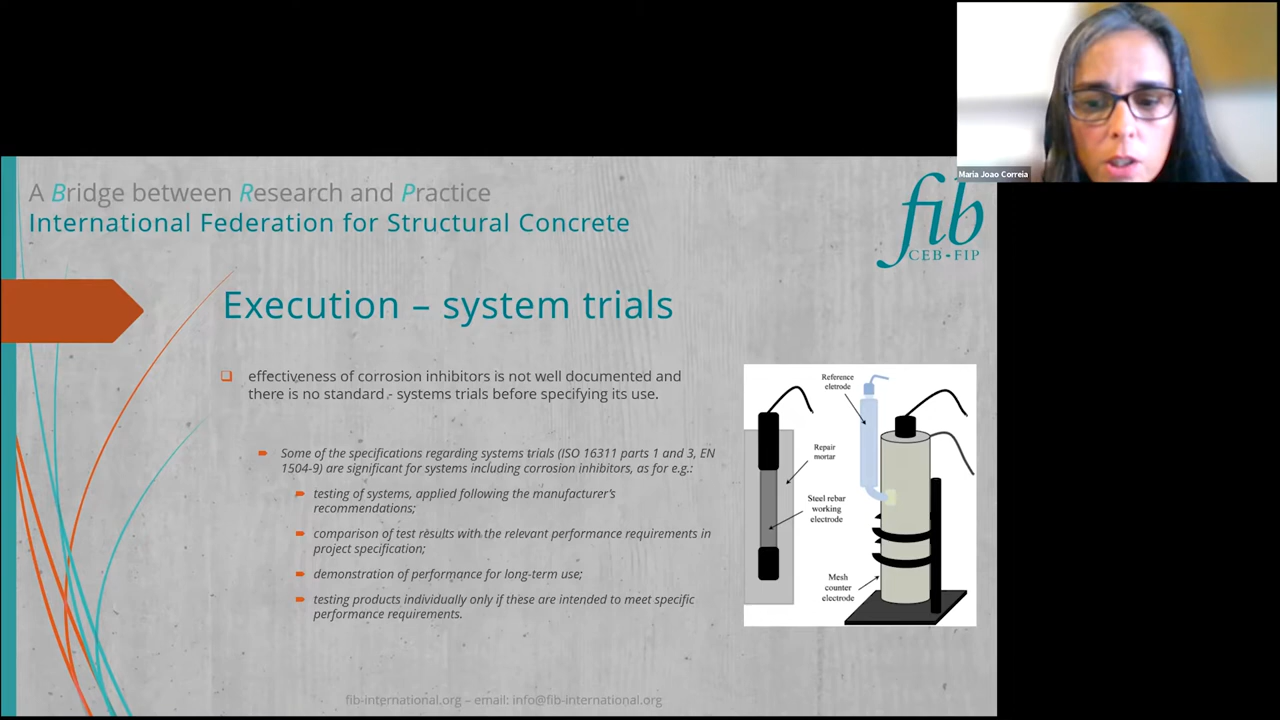 Maria Joao Correia
A Bridge between Research and Practice
International Federation for Structural Concrete
fib
CEB-FIP
Execution – system trials
effectiveness of corrosion inhibitors is not well documented and
there is no standard - systems trials before specifying its use.
Some of the specifications regarding systems trials (ISO 16311 parts 1 and 3, EN
1504-9) are significant for systems including corrosion inhibitors, as for e.g.:
testing of systems, applied following the manufacturer's
recommendations;
comparison of test results with the relevant performance requirements in
project specification;
demonstration of performance for long-term use;
testing products individually only if these are intended to meet specific
performance requirements.
Reference
eletrode
Repair
mortar
Steel rebar
working
electrode
Mesh
counter
electrode
fib-international.org – email: info@fib-international.org